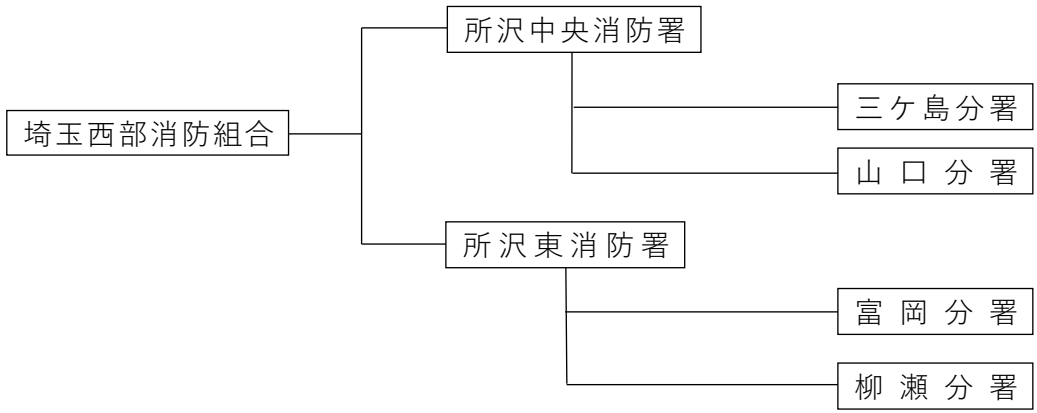 所沢中央消防署
三ケ島分署
埼玉西部消防組合
山口分署
所沢東消防署
富岡分署
柳瀬分署